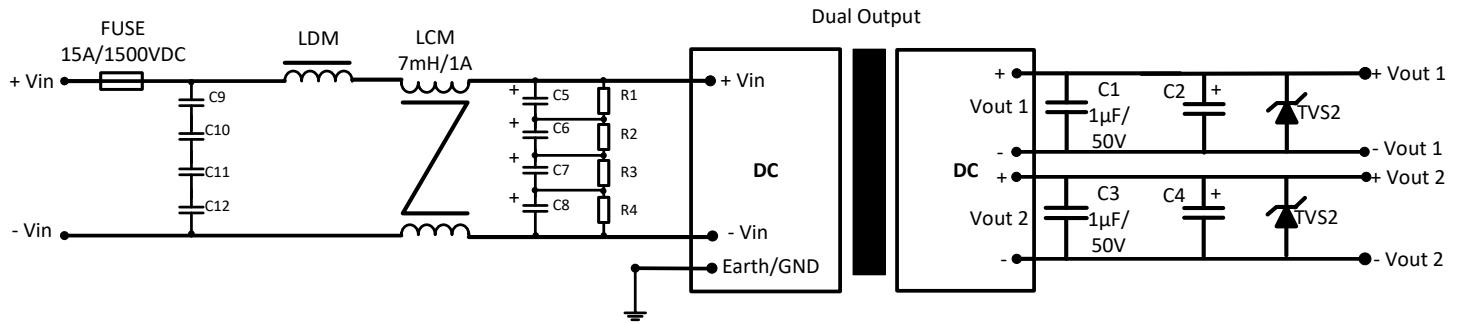 Dual Output
FUSE
15A/1500VDC
LDM
LCM
7mH/1A
+ Vin
- Vin
C9
C10
C11
C12
+ C5
+ C6
+ C7
+ C8
R1
R2
R3
R4
+ Vin
- Vin
Earth/GND
DC
DC
+
Vout 1
-
+
Vout 2
-
C1
1µF/
50V
C2 +
TVS2
+ Vout 1
- Vout 1
C3
1µF/
50V
C4 +
TVS2
+ Vout 2
- Vout 2